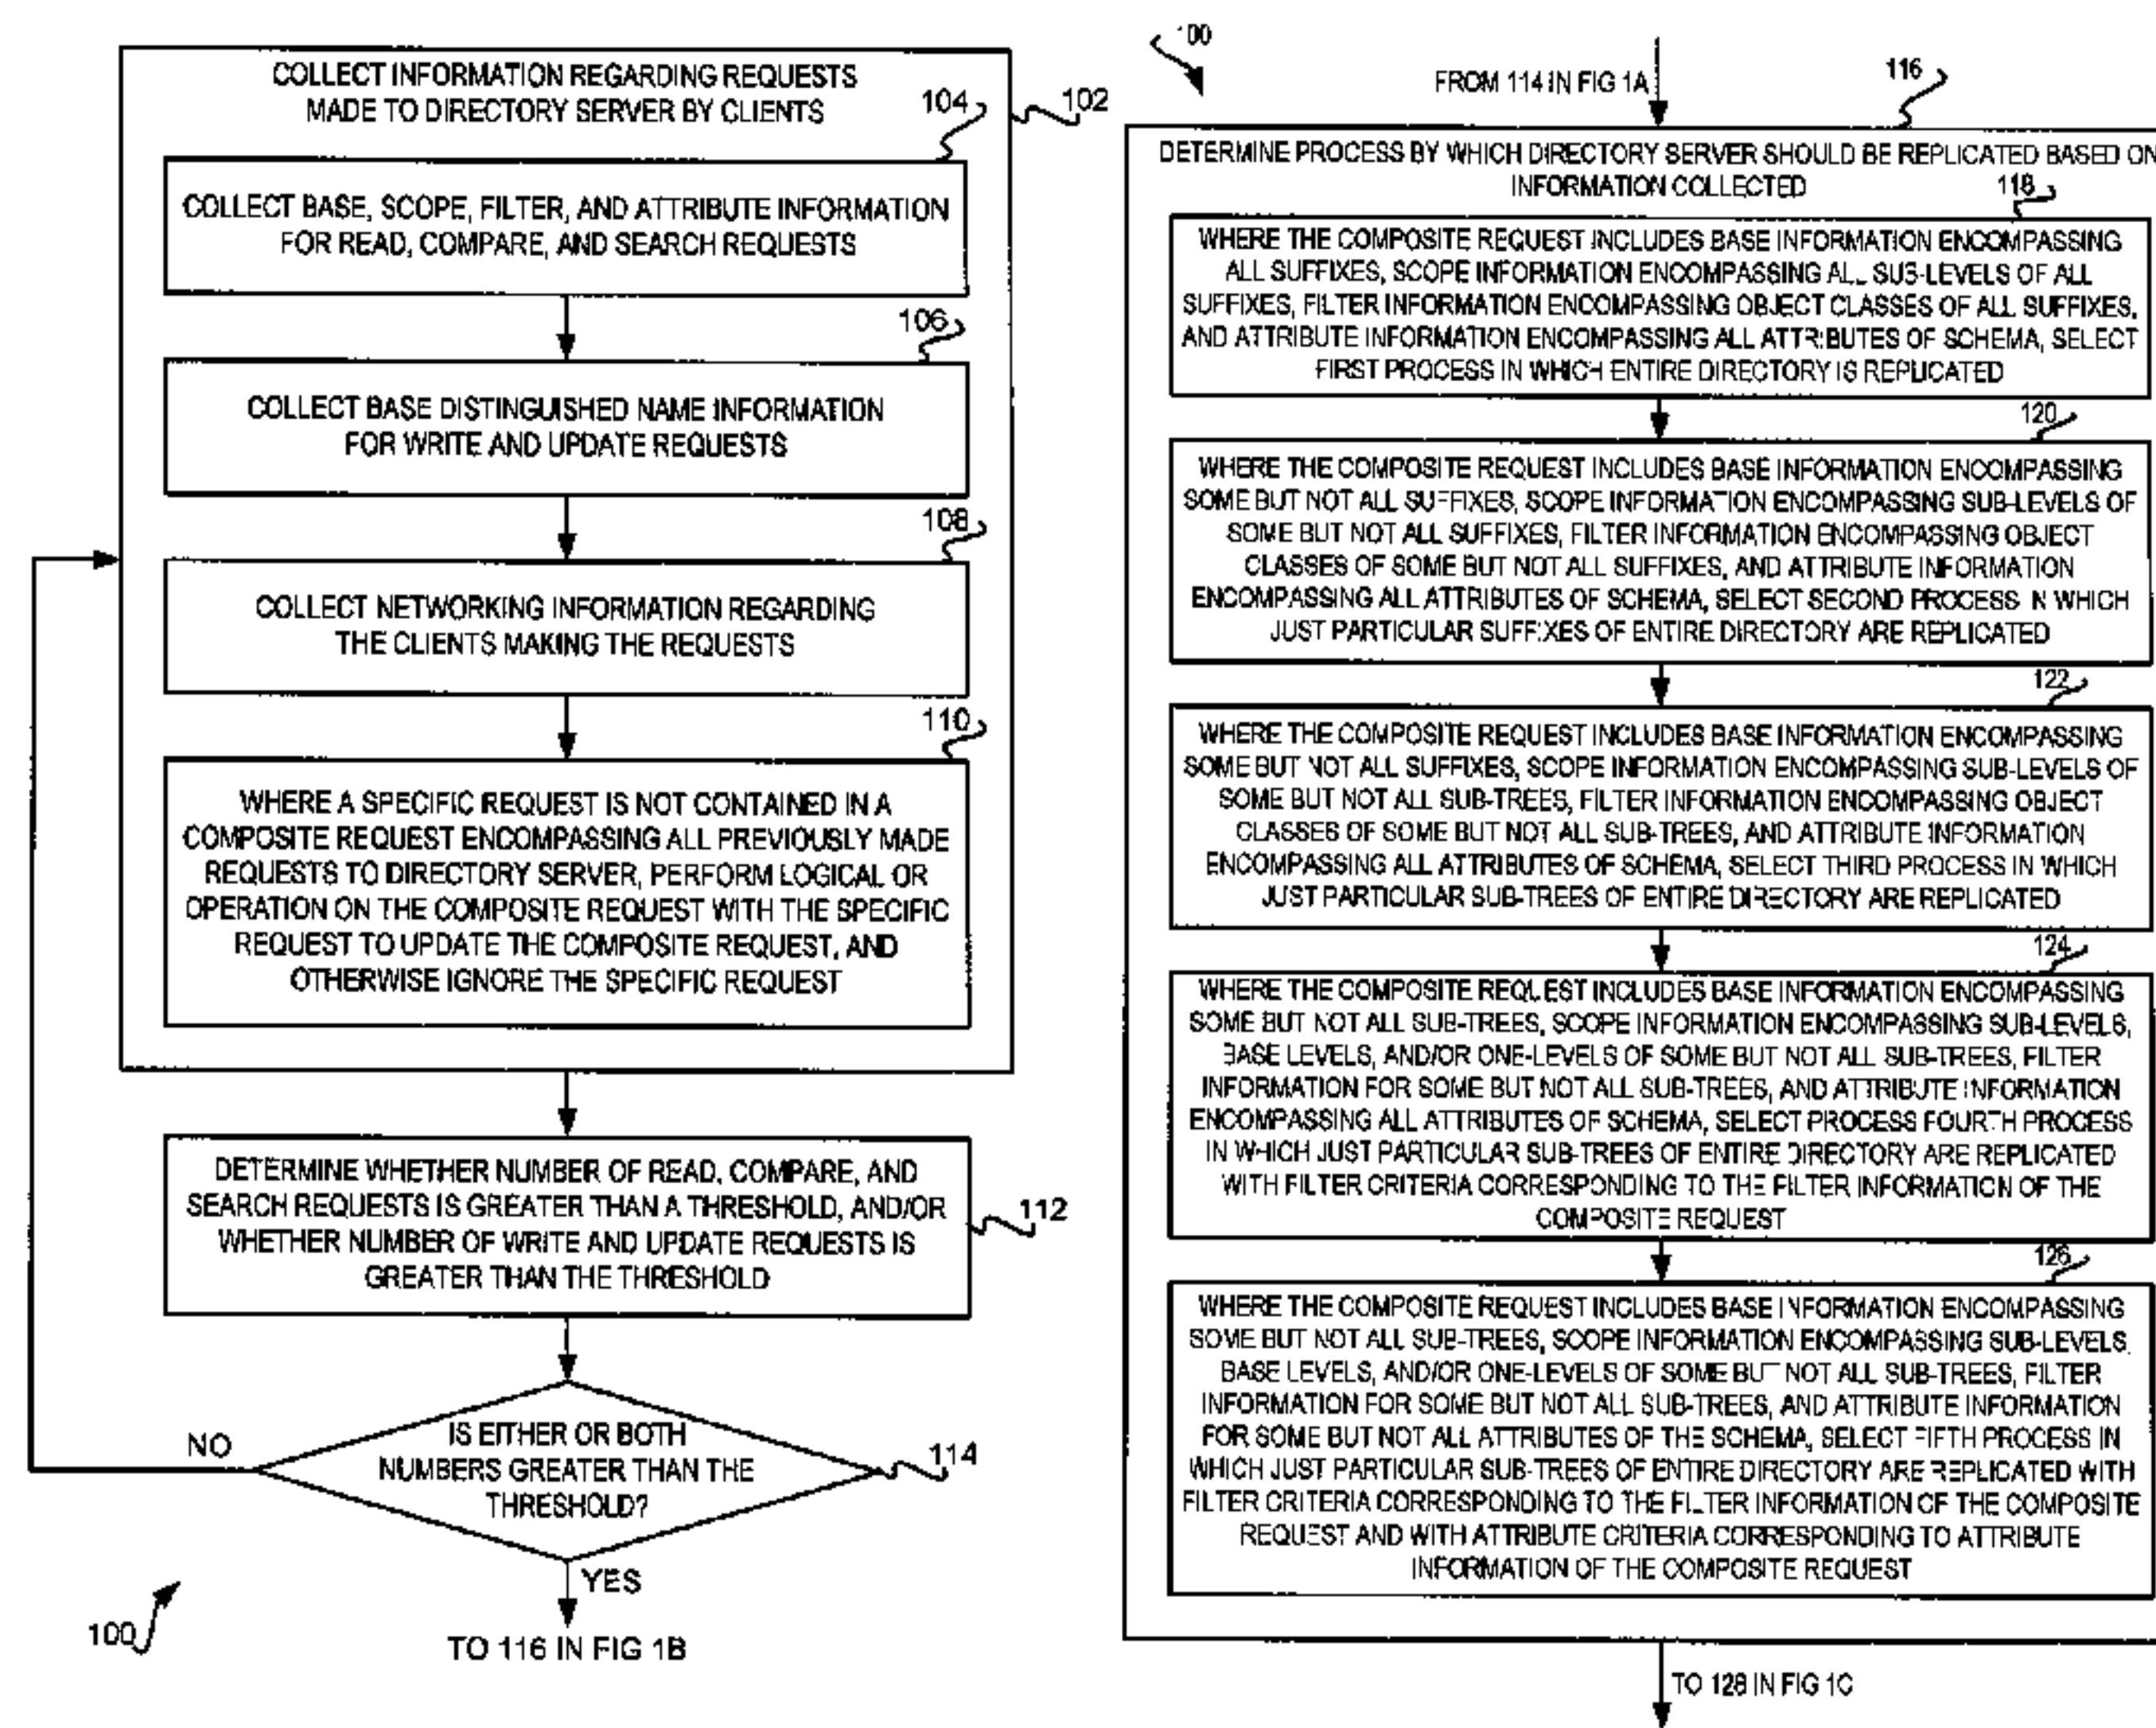 COLLECT INFORMATION REGARDING REQUESTS
MADE TO DIRECTORY SERVER BY CLIENTS
102
104
COLLECT BASE, SCOPE, FILTER, AND ATTRIBUTE INFORMATION
FOR READ, COMPARE, AND SEARCH REQUESTS
106
COLLECT BASE DISTINGUISHED NAME INFORMATION
FOR WRITE AND UPDATE REQUESTS
108
COLLECT NETWORKING INFORMATION REGARDING
THE CLIENTS MAKING THE REQUESTS
110
WHERE A SPECIFIC REQUEST IS NOT CONTAINED IN A
COMPOSITE REQUEST ENCOMPASSING ALL PREVIOUSLY MADE
REQUESTS TO DIRECTORY SERVER, PERFORM LOGICAL OR
OPERATION ON THE COMPOSITE REQUEST WITH THE SPECIFIC
REQUEST TO UPDATE THE COMPOSITE REQUEST, AND
OTHERWISE IGNORE THE SPECIFIC REQUEST
DETERMINE WHETHER NUMBER OF READ, COMPARE, AND
SEARCH REQUESTS IS GREATER THAN A THRESHOLD, AND/OR
WHETHER NUMBER OF WRITE AND UPDATE REQUESTS IS
GREATER THAN THE THRESHOLD
112
IS EITHER OR BOTH
NUMBERS GREATER THAN THE
THRESHOLD?
114
NO
YES
100
TO 116 IN FIG 1B
100
FROM 114 IN FIG 1A
116
DETERMINE PROCESS BY WHICH DIRECTORY SERVER SHOULD BE REPLICATED BASED ON
INFORMATION COLLECTED
118
WHERE THE COMPOSITE REQUEST INCLUDES BASE INFORMATION ENCOMPASSING
ALL SUFFIXES, SCOPE INFORMATION ENCOMPASSING ALL SUB-LEVELS OF ALL
SUFFIXES, FILTER INFORMATION ENCOMPASSING OBJECT CLASSES OF ALL SUFFIXES,
AND ATTRIBUTE INFORMATION ENCOMPASSING ALL ATTRIBUTES OF SCHEMA, SELECT
FIRST PROCESS IN WHICH ENTIRE DIRECTORY IS REPLICATED
120
WHERE THE COMPOSITE REQUEST INCLUDES BASE INFORMATION ENCOMPASSING
SOME BUT NOT ALL SUFFIXES, SCOPE INFORMATION ENCOMPASSING SUB-LEVELS OF
SOME BUT NOT ALL SUFFIXES, FILTER INFORMATION ENCOMPASSING OBJECT
CLASSES OF SOME BUT NOT ALL SUFFIXES, AND ATTRIBUTE INFORMATION
ENCOMPASSING ALL ATTRIBUTES OF SCHEMA, SELECT SECOND PROCESS IN WHICH
JUST PARTICULAR SUFFIXES OF ENTIRE DIRECTORY ARE REPLICATED
122
WHERE THE COMPOSITE REQUEST INCLUDES BASE INFORMATION ENCOMPASSING
SOME BUT NOT ALL SUFFIXES, SCOPE INFORMATION ENCOMPASSING SUB-LEVELS OF
SOME BUT NOT ALL SUB-TREES, FILTER INFORMATION ENCOMPASSING OBJECT
CLASSES OF SOME BUT NOT ALL SUB-TREES, AND ATTRIBUTE INFORMATION
ENCOMPASSING ALL ATTRIBUTES OF SCHEMA, SELECT THIRD PROCESS IN WHICH
JUST PARTICULAR SUB-TREES OF ENTIRE DIRECTORY ARE REPLICATED
124
WHERE THE COMPOSITE REQUEST INCLUDES BASE INFORMATION ENCOMPASSING
SOME BUT NOT ALL SUB-TREES, SCOPE INFORMATION ENCOMPASSING SUB-LEVELS,
BASE LEVELS, AND/OR ONE-LEVELS OF SOME BUT NOT ALL SUB-TREES, FILTER
INFORMATION FOR SOME BUT NOT ALL SUB-TREES, AND ATTRIBUTE INFORMATION
ENCOMPASSING ALL ATTRIBUTES OF SCHEMA, SELECT PROCESS FOURTH PROCESS
IN WHICH JUST PARTICULAR SUB-TREES OF ENTIRE DIRECTORY ARE REPLICATED
WITH FILTER CRITERIA CORRESPONDING TO THE FILTER INFORMATION OF THE
COMPOSITE REQUEST
126
WHERE THE COMPOSITE REQUEST INCLUDES BASE INFORMATION ENCOMPASSING
SOME BUT NOT ALL SUB-TREES, SCOPE INFORMATION ENCOMPASSING SUB-LEVELS,
BASE LEVELS, AND/OR ONE-LEVELS OF SOME BUT NOT ALL SUB-TREES, FILTER
INFORMATION FOR SOME BUT NOT ALL SUB-TREES, AND ATTRIBUTE INFORMATION
FOR SOME BUT NOT ALL ATTRIBUTES OF THE SCHEMA, SELECT FIFTH PROCESS IN
WHICH JUST PARTICULAR SUB-TREES OF ENTIRE DIRECTORY ARE REPLICATED WITH
FILTER CRITERIA CORRESPONDING TO THE FILTER INFORMATION OF THE COMPOSITE
REQUEST AND WITH ATTRIBUTE CRITERIA CORRESPONDING TO ATTRIBUTE
INFORMATION OF THE COMPOSITE REQUEST
TO 128 IN FIG 1C